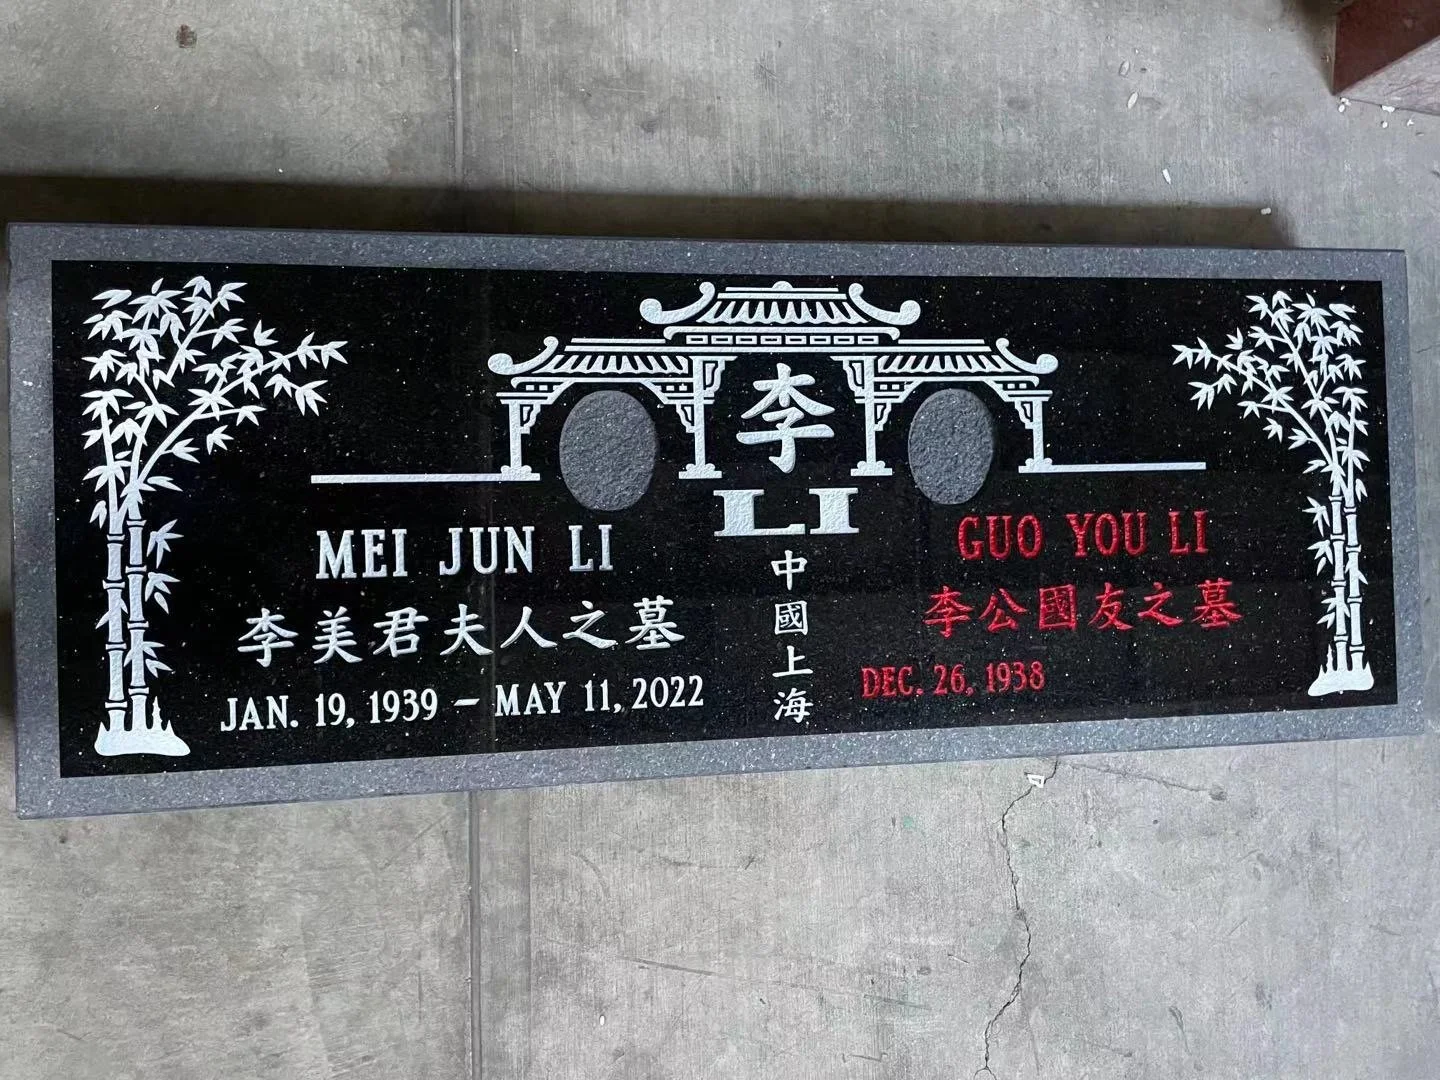 李
LI
中國上海
MEI JUN LI
李美君夫人之墓
JAN. 19, 1939 – MAY 11, 2022
GUO YOU LI
李公國友之墓
DEC. 26, 1938